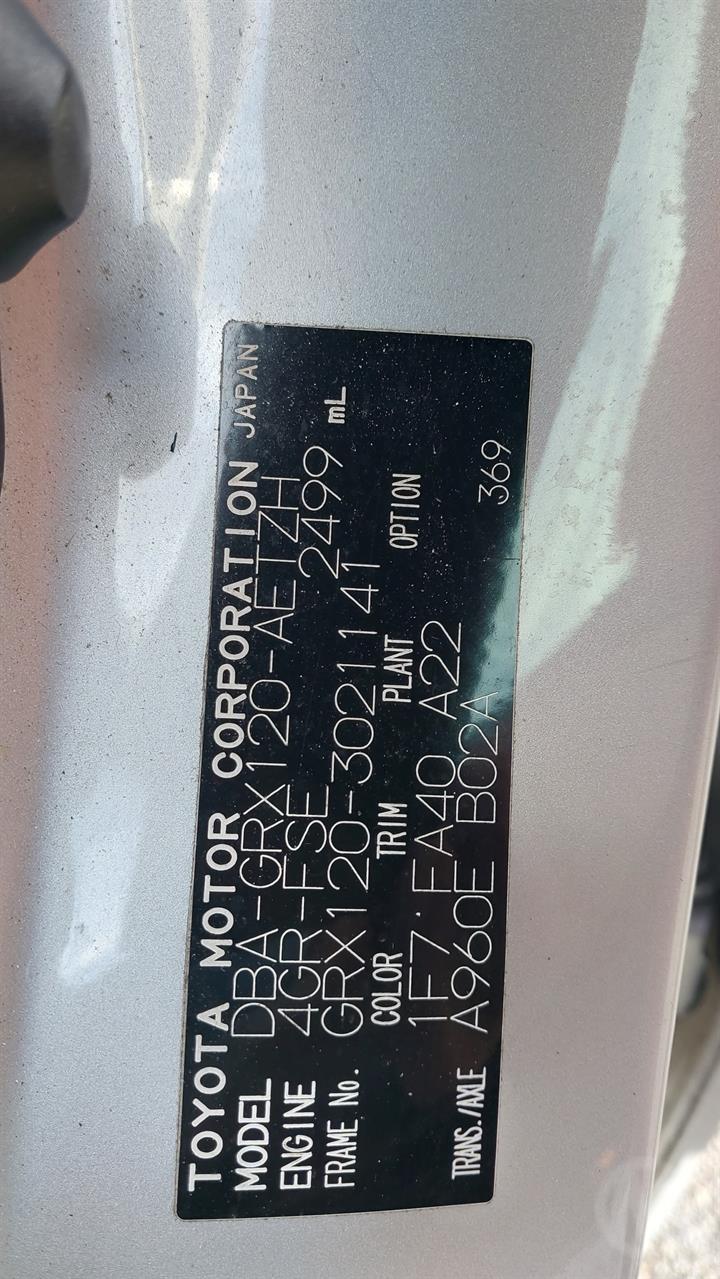 TOYOTA MOTOR CORPORATION JAPAN
MODEL DBA-GRX120-AETZH
ENGINE 4GR-FSE 2499 mL
FRAME No. GRX120-3021141
COLOR TRIM PLANT OPTION
1F7 FA40 A22
TRANS./AXLE A960E B02A 369